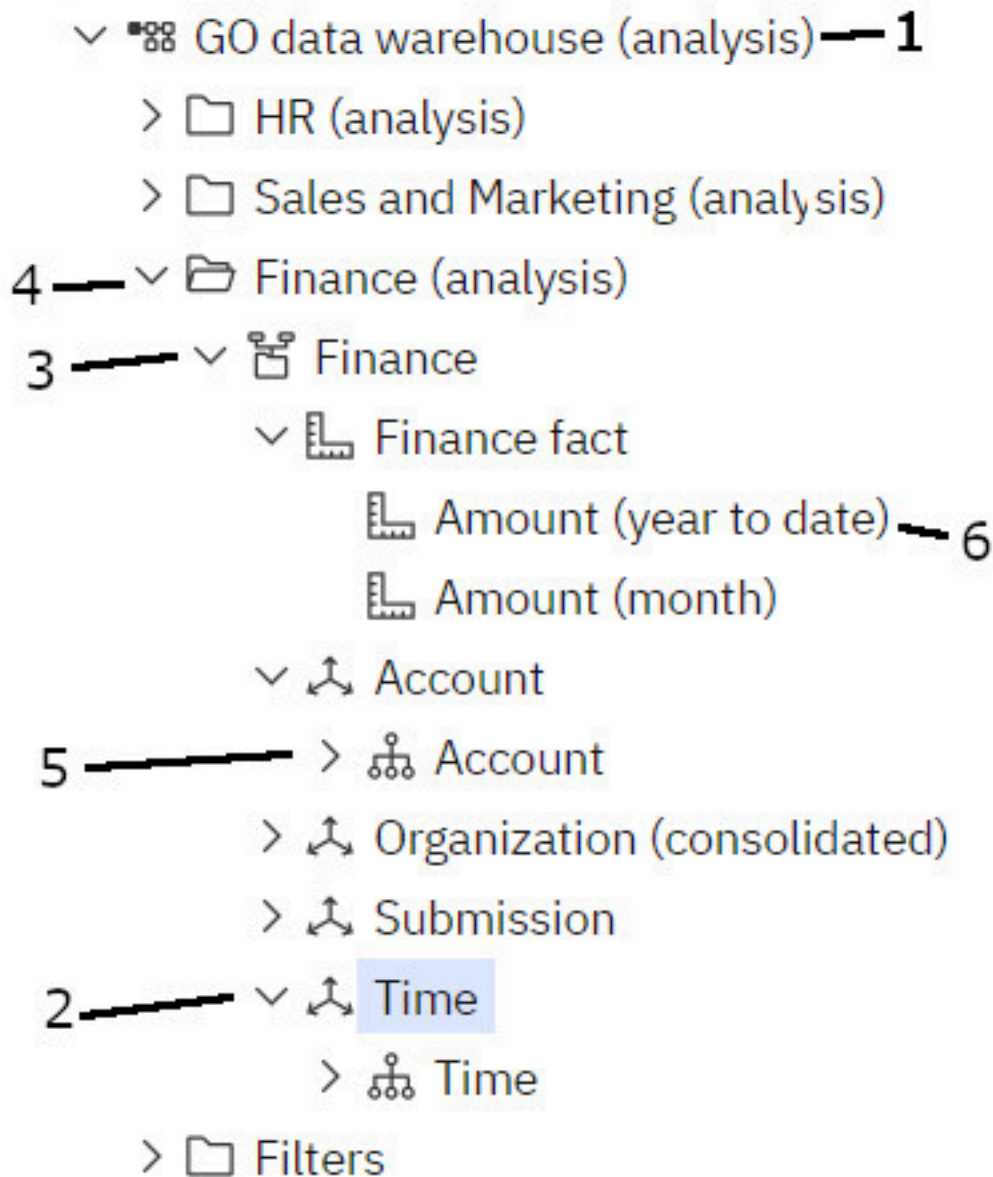 GO data warehouse (analysis) 1
HR (analysis)
Sales and Marketing (analysis)
4 Finance (analysis)
3 Finance
Finance fact
Amount (year to date) 6
Amount (month)
Account
5 Account
Organization (consolidated)
Submission
2 Time
Time
Filters